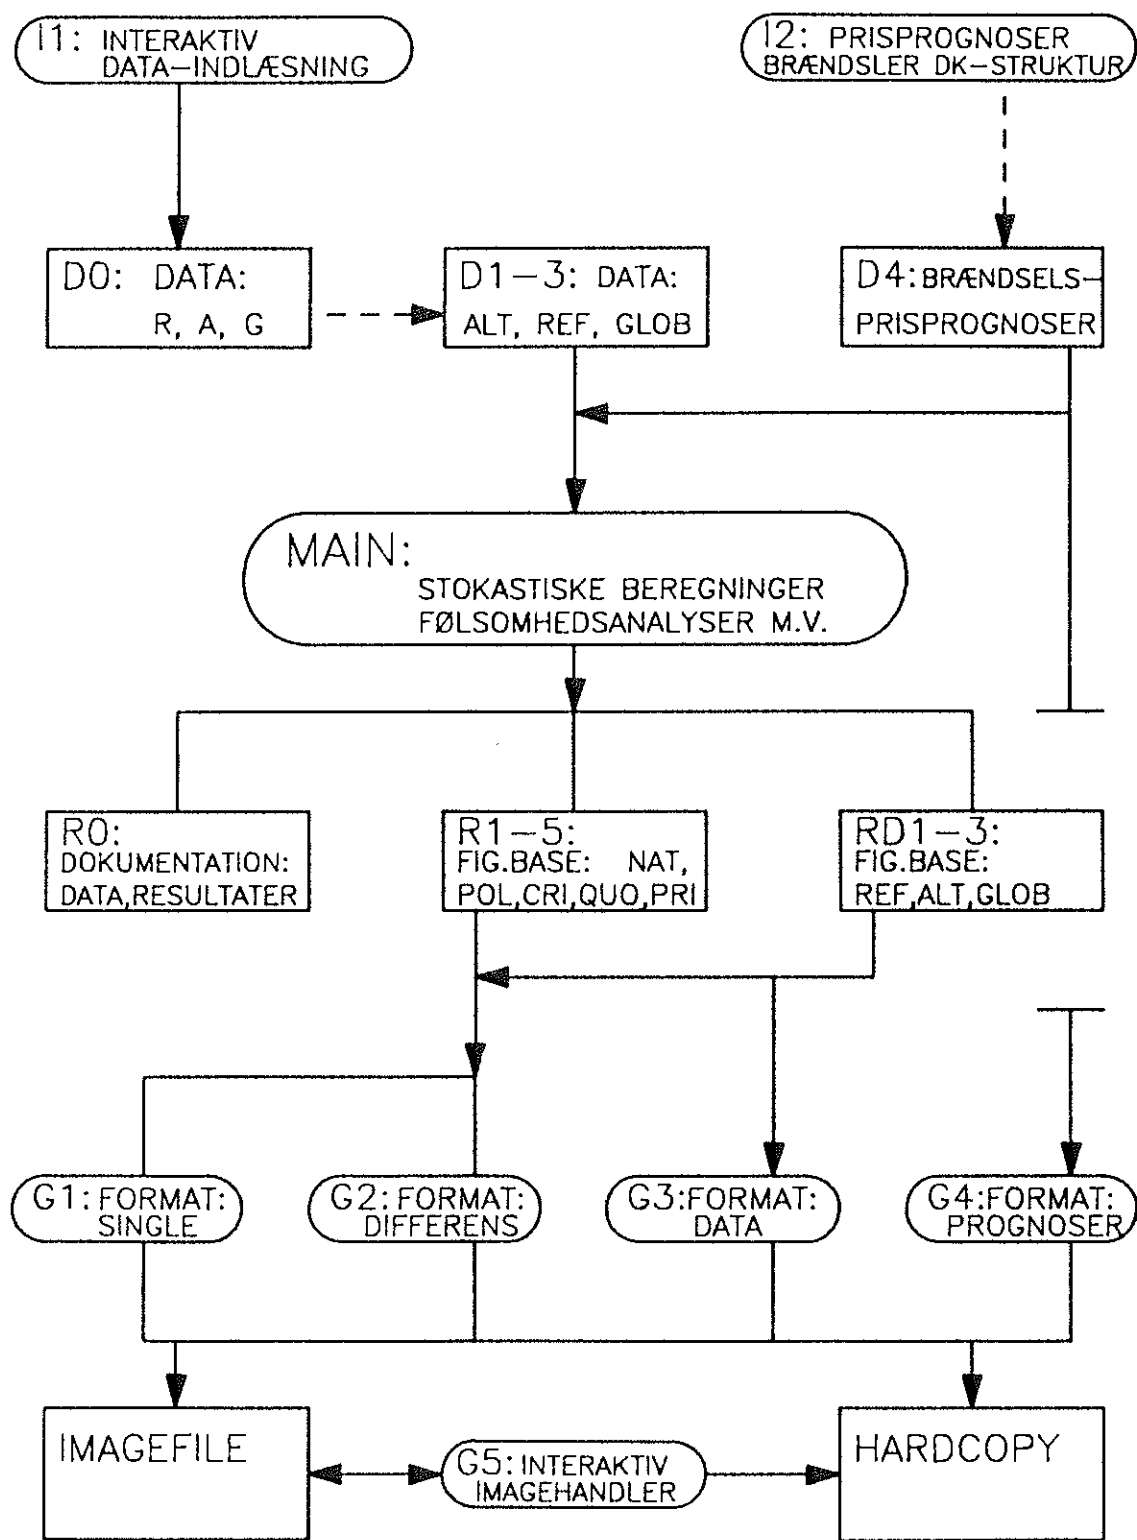 I1: INTERAKTIV
DATA-INDLÆSNING
I2: PRISPROGNOSER
BRÆNDSLER DK-STRUKTUR
D0: DATA:
R, A, G
D1-3: DATA:
ALT, REF, GLOB
D4: BRÆNDSELS-
PRISPROGNOSER
MAIN:
STOKASTISKE BEREGNINGER
FØLSOMHEDSANALYSER M.V.
R0:
DOKUMENTATION:
DATA,RESULTATER
R1-5:
FIG.BASE: NAT,
POL,CRI,QUO,PRI
RD1-3:
FIG.BASE:
REF,ALT,GLOB
G1: FORMAT:
SINGLE
G2: FORMAT:
DIFFERENS
G3:FORMAT:
DATA
G4:FORMAT:
PROGNOSER
IMAGEFILE
G5: INTERAKTIV
IMAGEHANDLER
HARDCOPY